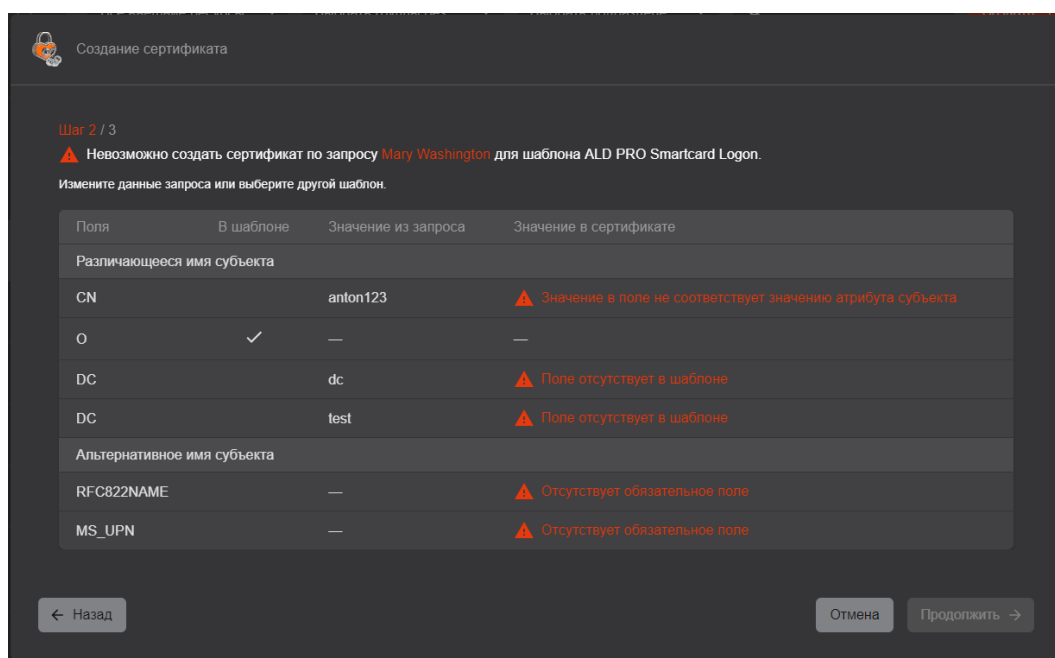 Создание сертификата
Шаг 2 / 3
Невозможно создать сертификат по запросу Mary Washington для шаблона ALD PRO Smartcard Logon.
Измените данные запроса или выберите другой шаблон.
Поля В шаблоне Значение из запроса Значение в сертификате
Различающееся имя субъекта
CN anton123 Значение в поле не соответствует значению атрибута субъекта
O ✓ — —
DC dc Поле отсутствует в шаблоне
DC test Поле отсутствует в шаблоне
Альтернативное имя субъекта
RFC822NAME — Отсутствует обязательное поле
MS_UPN — Отсутствует обязательное поле
← Назад Отмена Продолжить →